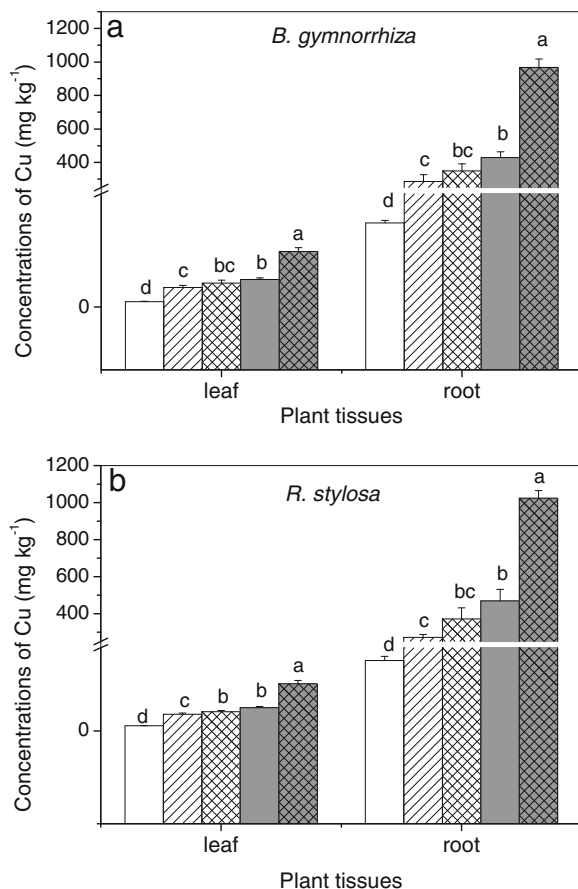 a
B. gymnorrhiza
Concentrations of Cu (mg kg⁻¹)
1200
1000
800
600
400
0
d
c
bc
b
a
d
c
bc
b
a
leaf
root
Plant tissues
b
R. stylosa
Concentrations of Cu (mg kg⁻¹)
1200
1000
800
600
400
0
d
c
b
b
a
d
c
bc
b
a
leaf
root
Plant tissues